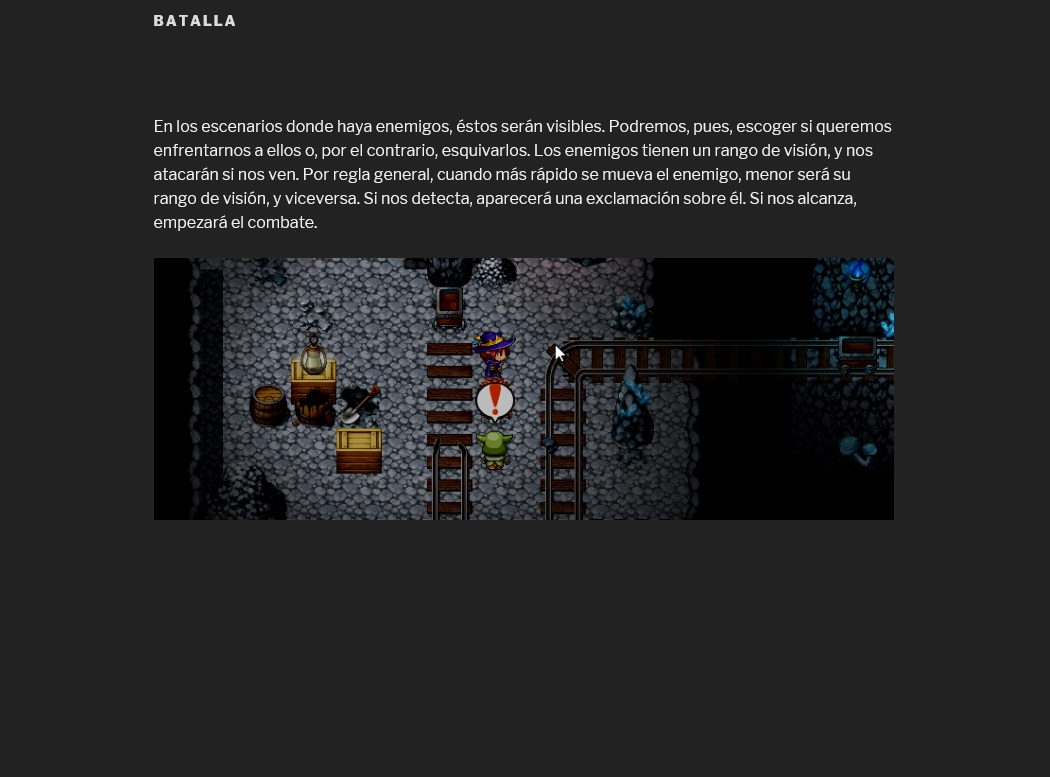 BATALLA
En los escenarios donde haya enemigos, éstos serán visibles. Podremos, pues, escoger si queremos
enfrentarnos a ellos o, por el contrario, esquivarlos. Los enemigos tienen un rango de visión, y nos
atacarán si nos ven. Por regla general, cuando más rápido se mueva el enemigo, menor será su
rango de visión, y viceversa. Si nos detecta, aparecerá una exclamación sobre él. Si nos alcanza,
empezará el combate.
!